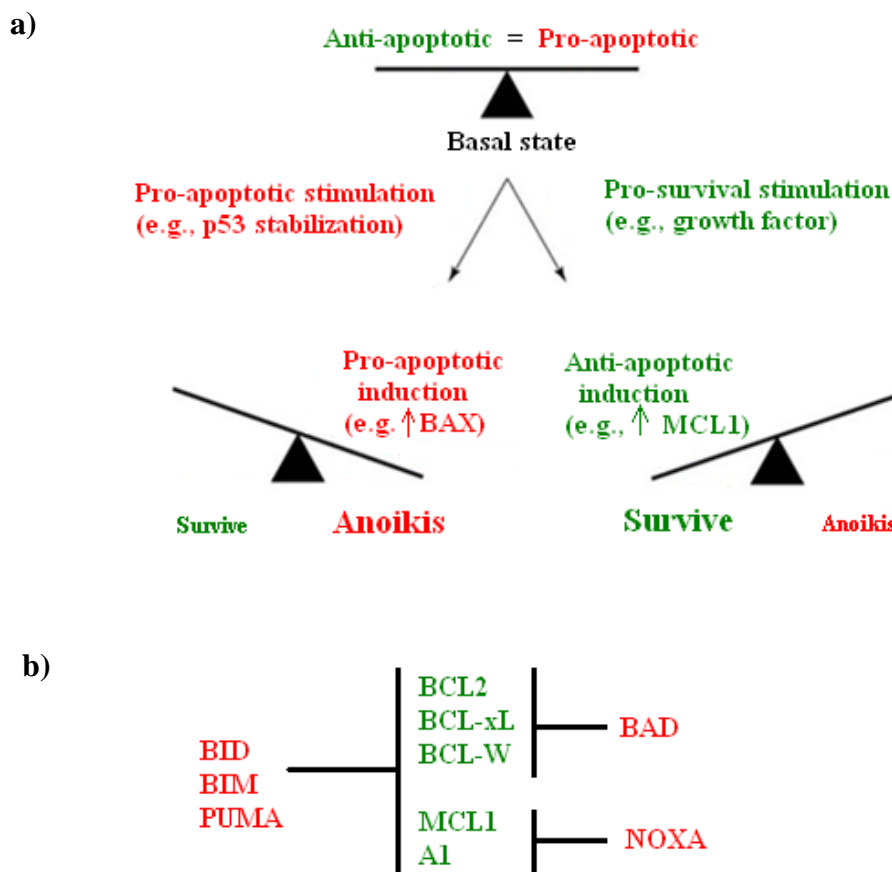 a)
Anti-apoptotic = Pro-apoptotic
Basal state
Pro-apoptotic stimulation
(e.g., p53 stabilization)
Pro-survival stimulation
(e.g., growth factor)
Pro-apoptotic
induction
(e.g. ↑BAX)
Anti-apoptotic
induction
(e.g., ↑ MCL1)
Survive
Anoikis
Survive
Anoikis
b)
BID
BIM
PUMA
BCL2
BCL-xL
BCL-W
MCL1
A1
BAD
NOXA